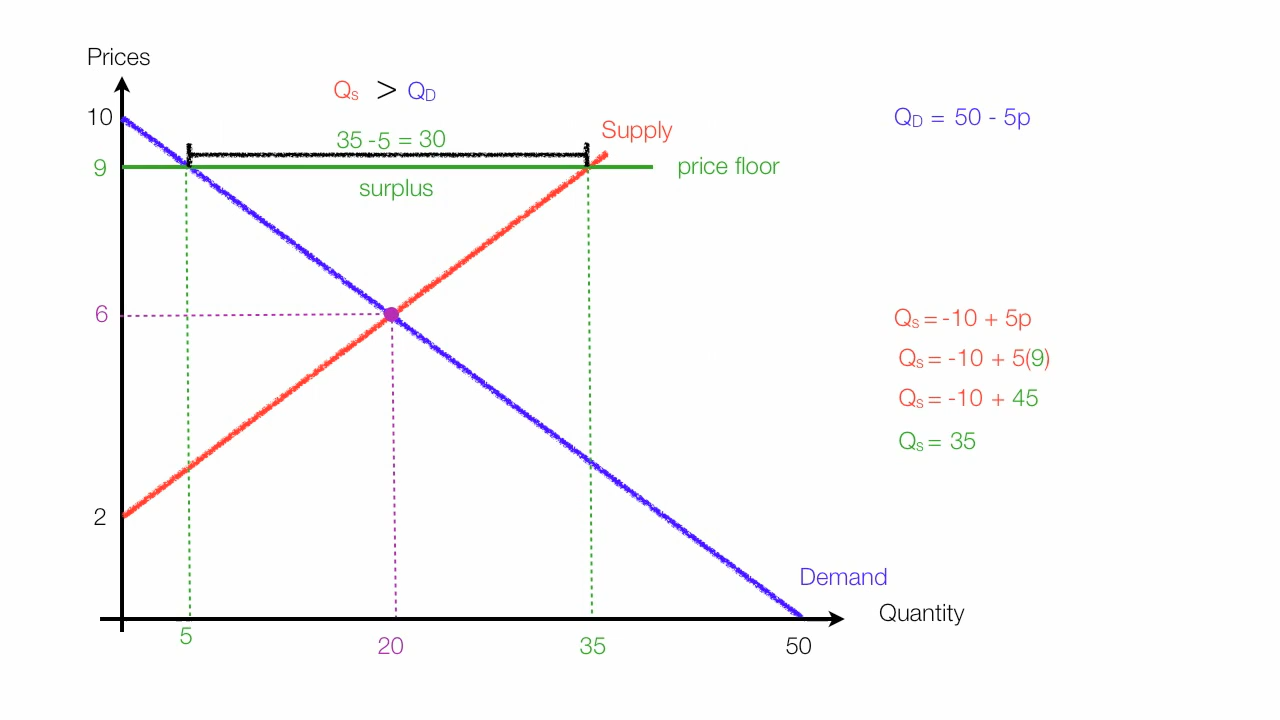 Prices
Qs > QD
10
QD = 50 - 5p
35 -5 = 30
Supply
9
price floor
surplus
6
Qs = -10 + 5p
Qs = -10 + 5(9)
Qs = -10 + 45
Qs = 35
2
Demand
Quantity
5
20
35
50